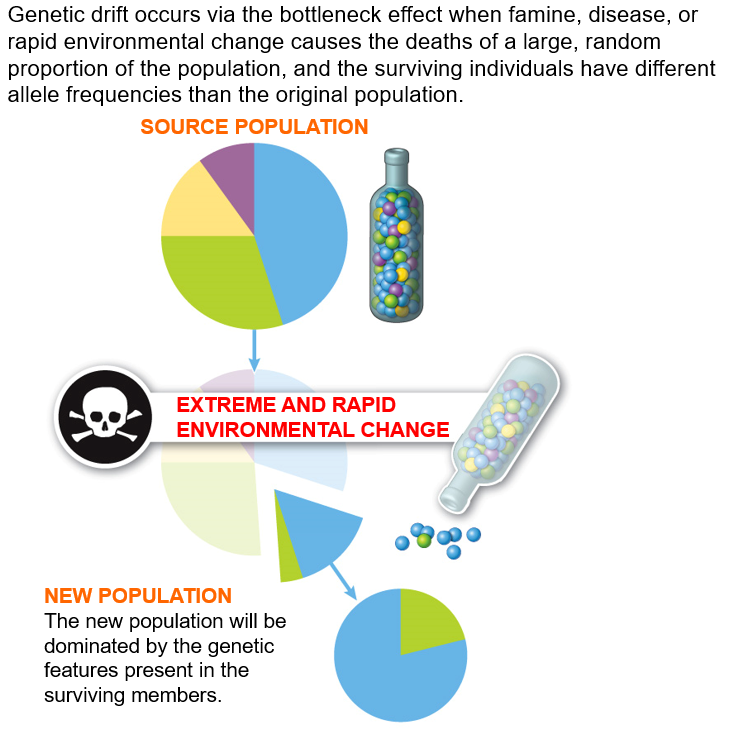 Genetic drift occurs via the bottleneck effect when famine, disease, or
rapid environmental change causes the deaths of a large, random
proportion of the population, and the surviving individuals have different
allele frequencies than the original population.
SOURCE POPULATION
EXTREME AND RAPID
ENVIRONMENTAL CHANGE
NEW POPULATION
The new population will be
dominated by the genetic
features present in the
surviving members.